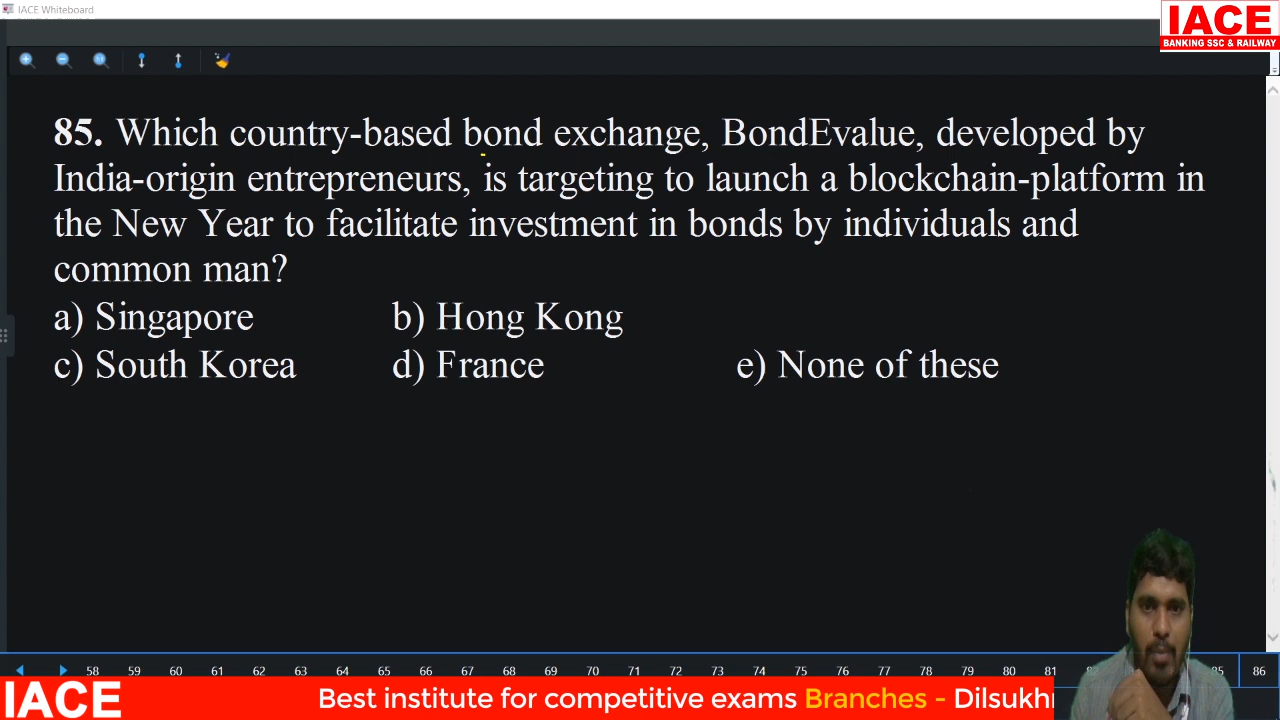 IACE Whiteboard
IACE
BANKING SSC & RAILWAY
85. Which country-based bond exchange, BondEvalue, developed by
India-origin entrepreneurs, is targeting to launch a blockchain-platform in
the New Year to facilitate investment in bonds by individuals and
common man?
a) Singapore b) Hong Kong
c) South Korea d) France e) None of these
58 59 60 61 62 63 64 65 66 67 68 69 70 71 72 73 74 75 76 77 78 79 80 81 85 86
IACE Best institute for competitive exams Branches - Dilsukh